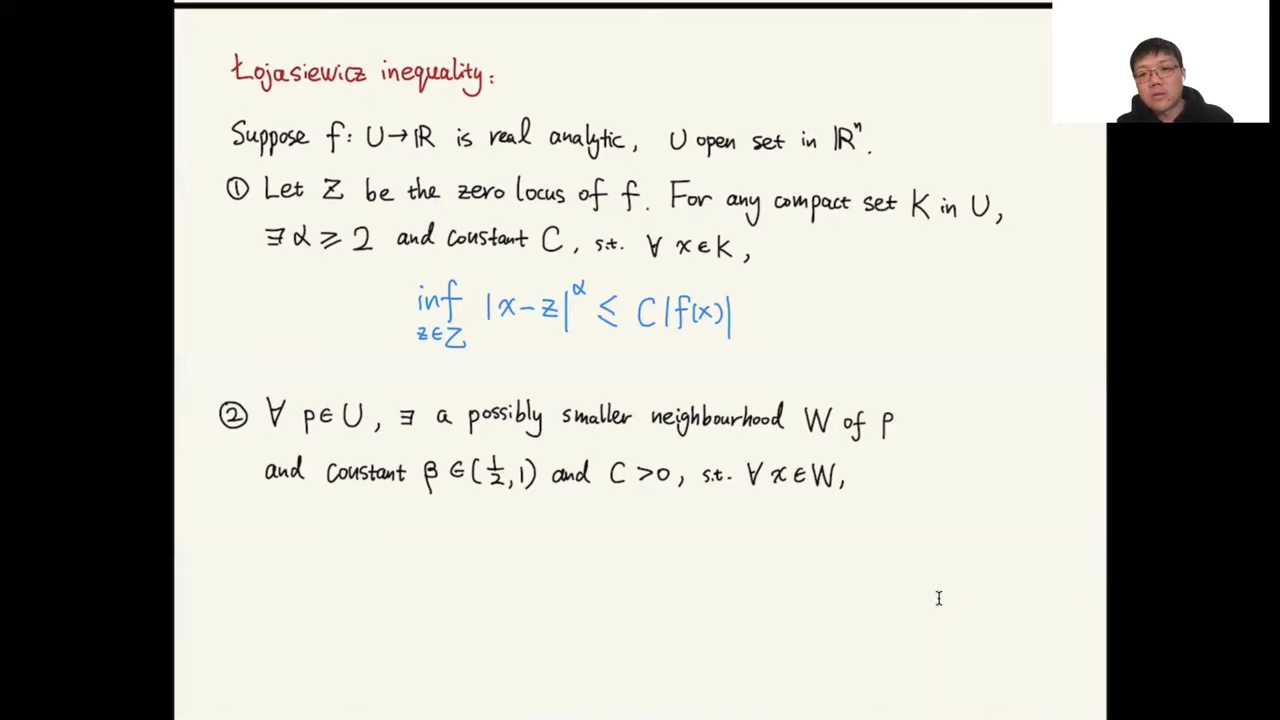 Łojasiewicz inequality:
Suppose f: U→ℝ is real analytic, U open set in ℝⁿ.
① Let Z be the zero locus of f. For any compact set K in U,
∃ α ≥ 2 and constant C, s.t. ∀ x ∈ K,
inf_{z∈Z} |x-z|^α ≤ C|f(x)|
② ∀ p ∈ U, ∃ a possibly smaller neighbourhood W of p
and constant β ∈ (1/2, 1) and C > 0, s.t. ∀ x ∈ W,